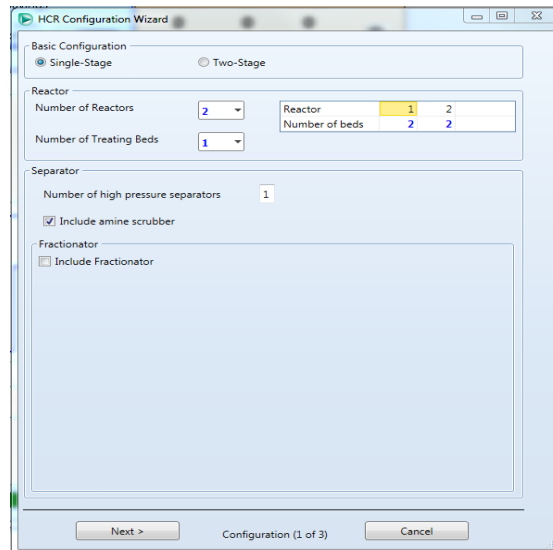 HCR Configuration Wizard
Basic Configuration
Single-Stage Two-Stage
Reactor
Number of Reactors 2 Reactor 1 2
Number of beds 2 2
Number of Treating Beds 1
Separator
Number of high pressure separators 1
Include amine scrubber
Fractionator
Include Fractionator
Next > Configuration (1 of 3) Cancel